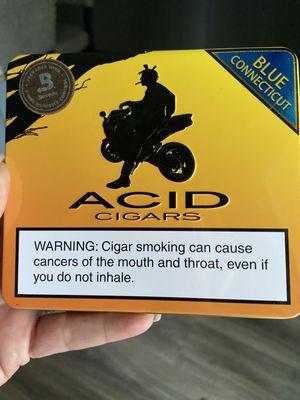 BLUE
CONNECTICUT
ACID
CIGARS
WARNING: Cigar smoking can cause
cancers of the mouth and throat, even if
you do not inhale.